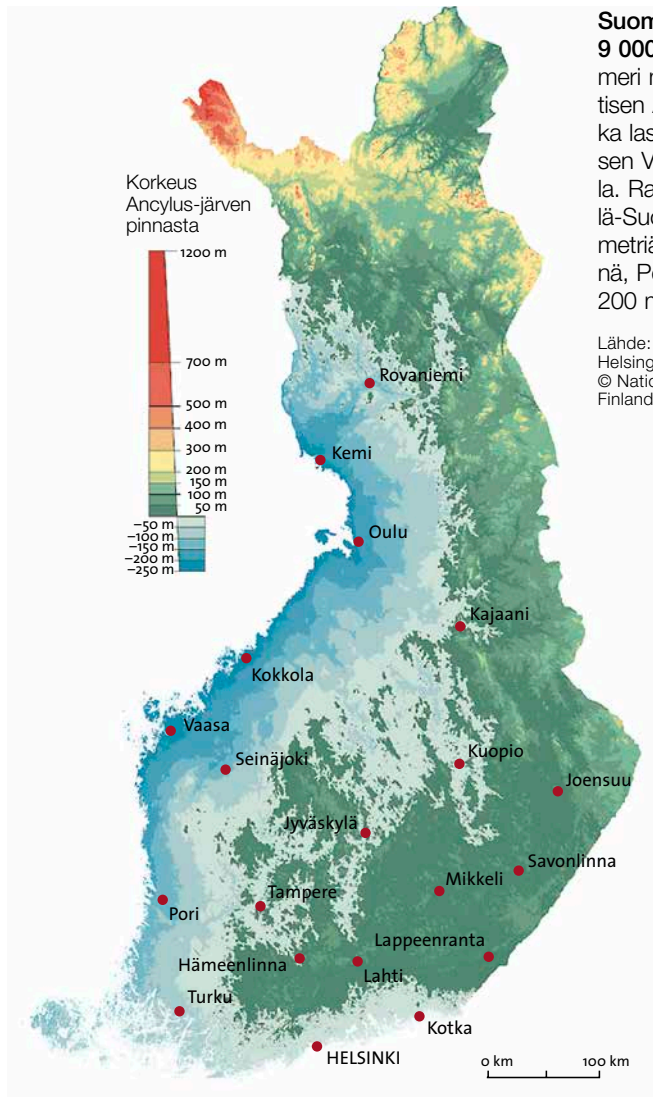 Suom
9 000
meri
tisen
ka las
sen V
la. Ra
lä-Suo
metriä
nä, Po
200
Lähde:
Helsing
© Natio
Finland
Korkeus
Ancylus-järven
pinnasta
1200 m
700 m
500 m
400 m
300 m
200 m
150 m
100 m
50 m
–50 m
–100 m
–150 m
–200 m
–250 m
Rovaniemi
Kemi
Oulu
Kajaani
Kokkola
Vaasa
Seinäjoki
Kuopio
Joensuu
Jyväskylä
Savonlinna
Mikkeli
Tampere
Pori
Lappeenranta
Hämeenlinna
Lahti
Turku
Kotka
HELSINKI
0 km 100 km